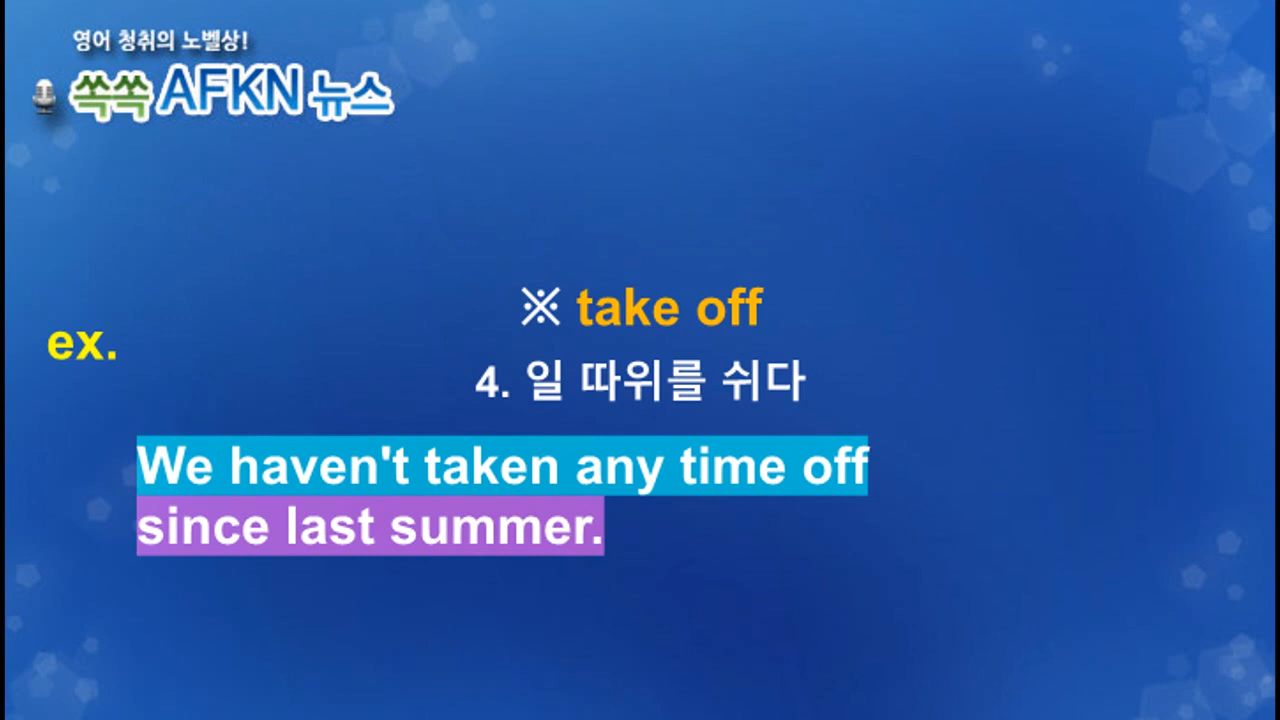 영어 청취의 노벨상!
쏙쏙 AFKN 뉴스
※ take off
ex.
4. 일 따위를 쉬다
We haven't taken any time off
since last summer.